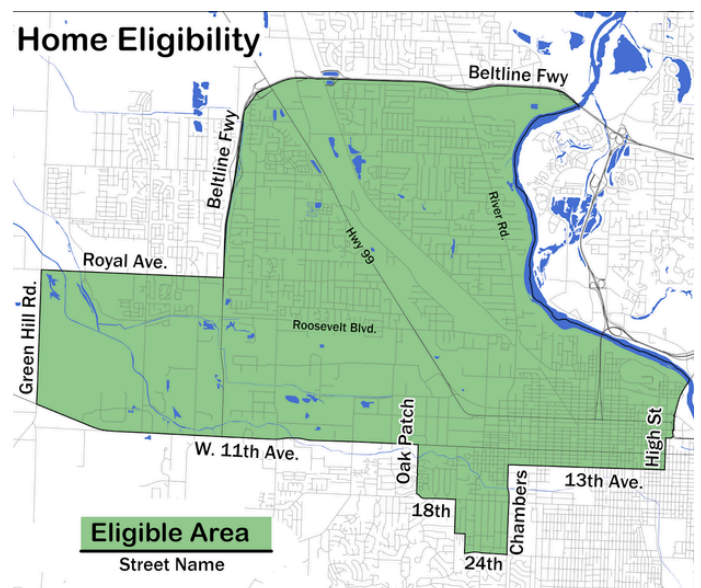 Home Eligibility
Beltline Fwy
Beltline Fwy
River Rd.
Hwy 99
Royal Ave.
Green Hill Rd.
Roosevelt Blvd.
Oak Patch
High St
W. 11th Ave.
Chambers
13th Ave.
18th
24th
Eligible Area
Street Name